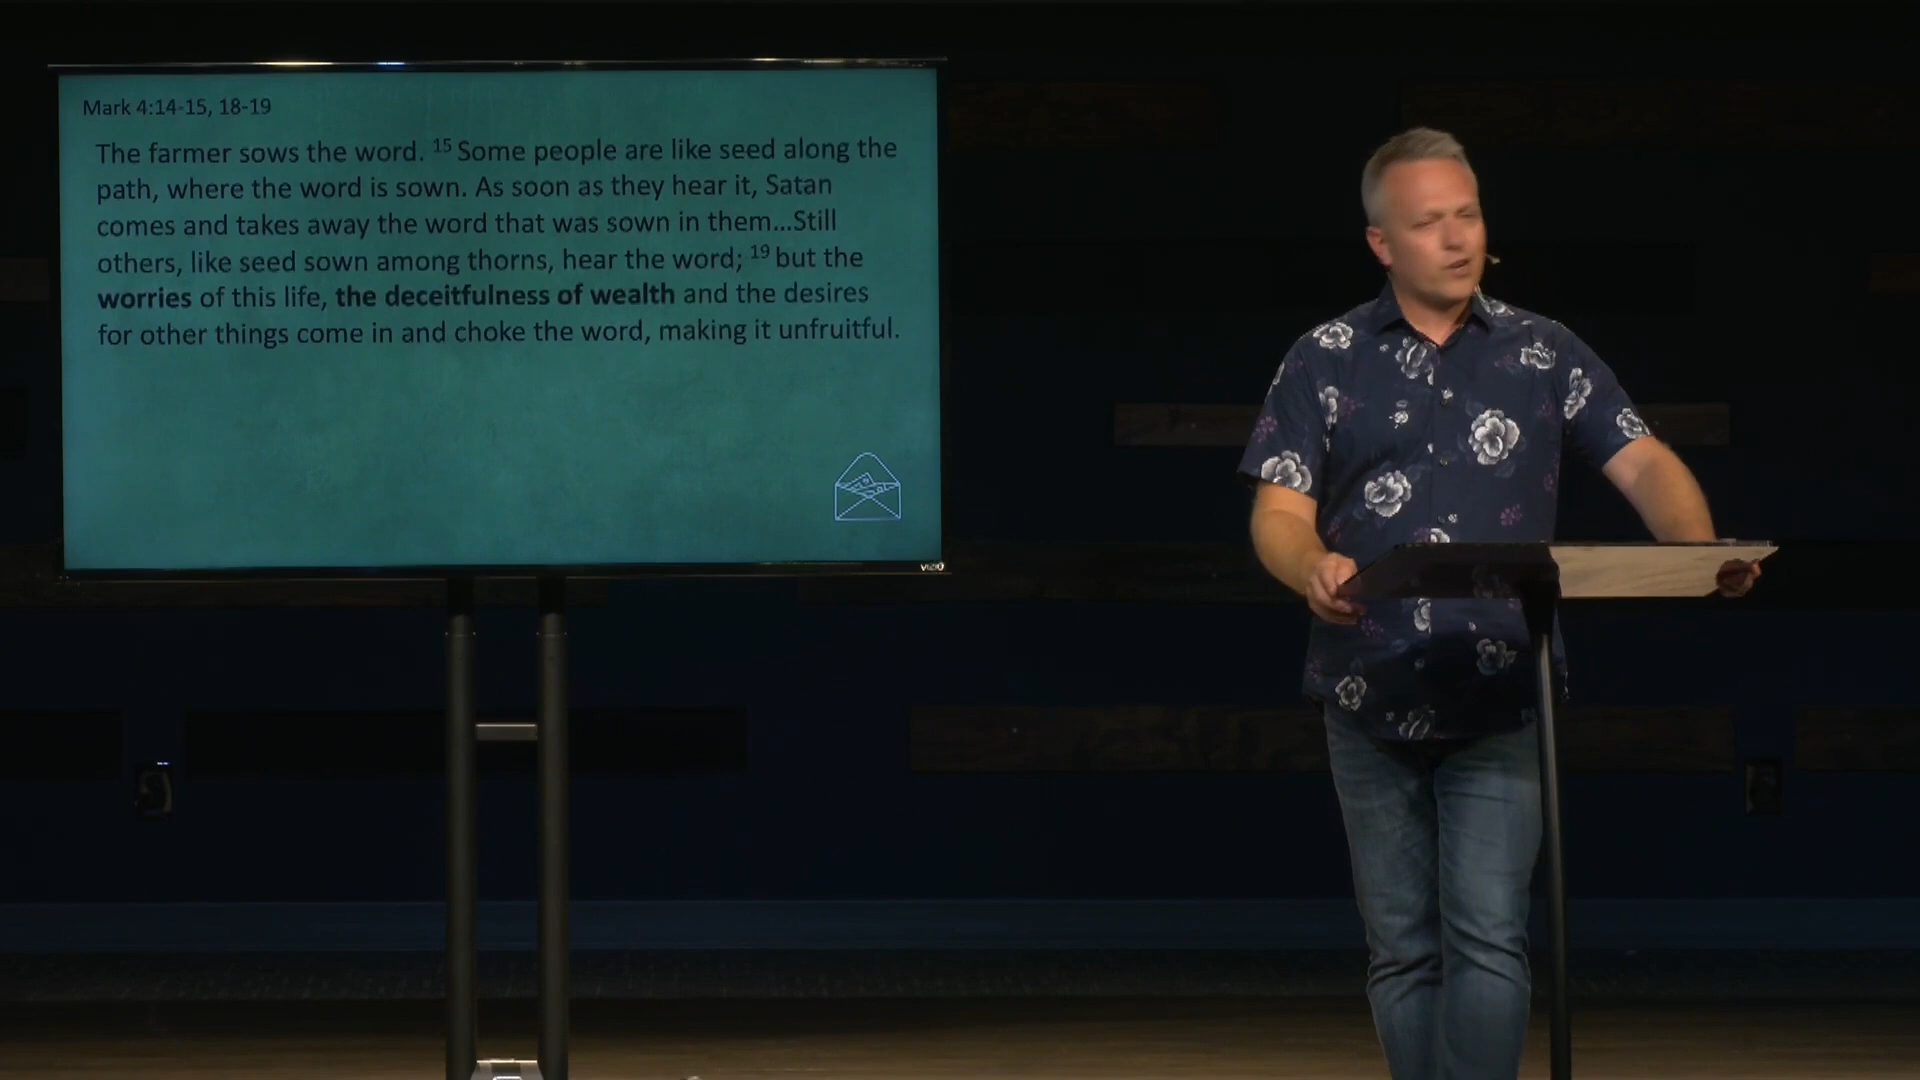 Mark 4:14-15, 18-19
The farmer sows the word. 15 Some people are like seed along the
path, where the word is sown. As soon as they hear it, Satan
comes and takes away the word that was sown in them...Still
others, like seed sown among thorns, hear the word; 19 but the
worries of this life, the deceitfulness of wealth and the desires
for other things come in and choke the word, making it unfruitful.
VIZIO